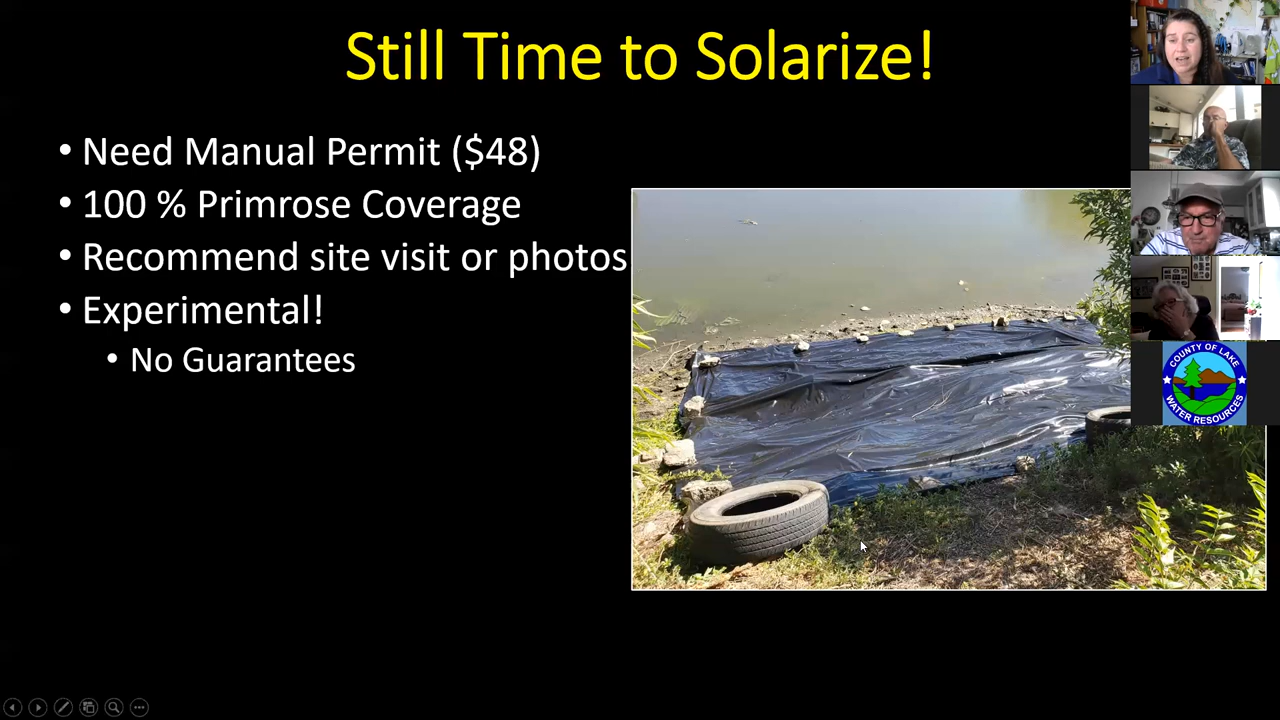 Still Time to Solarize!
• Need Manual Permit ($48)
• 100 % Primrose Coverage
• Recommend site visit or photos
• Experimental!
• No Guarantees
COUNTY OF LAKE
WATER RESOURCES